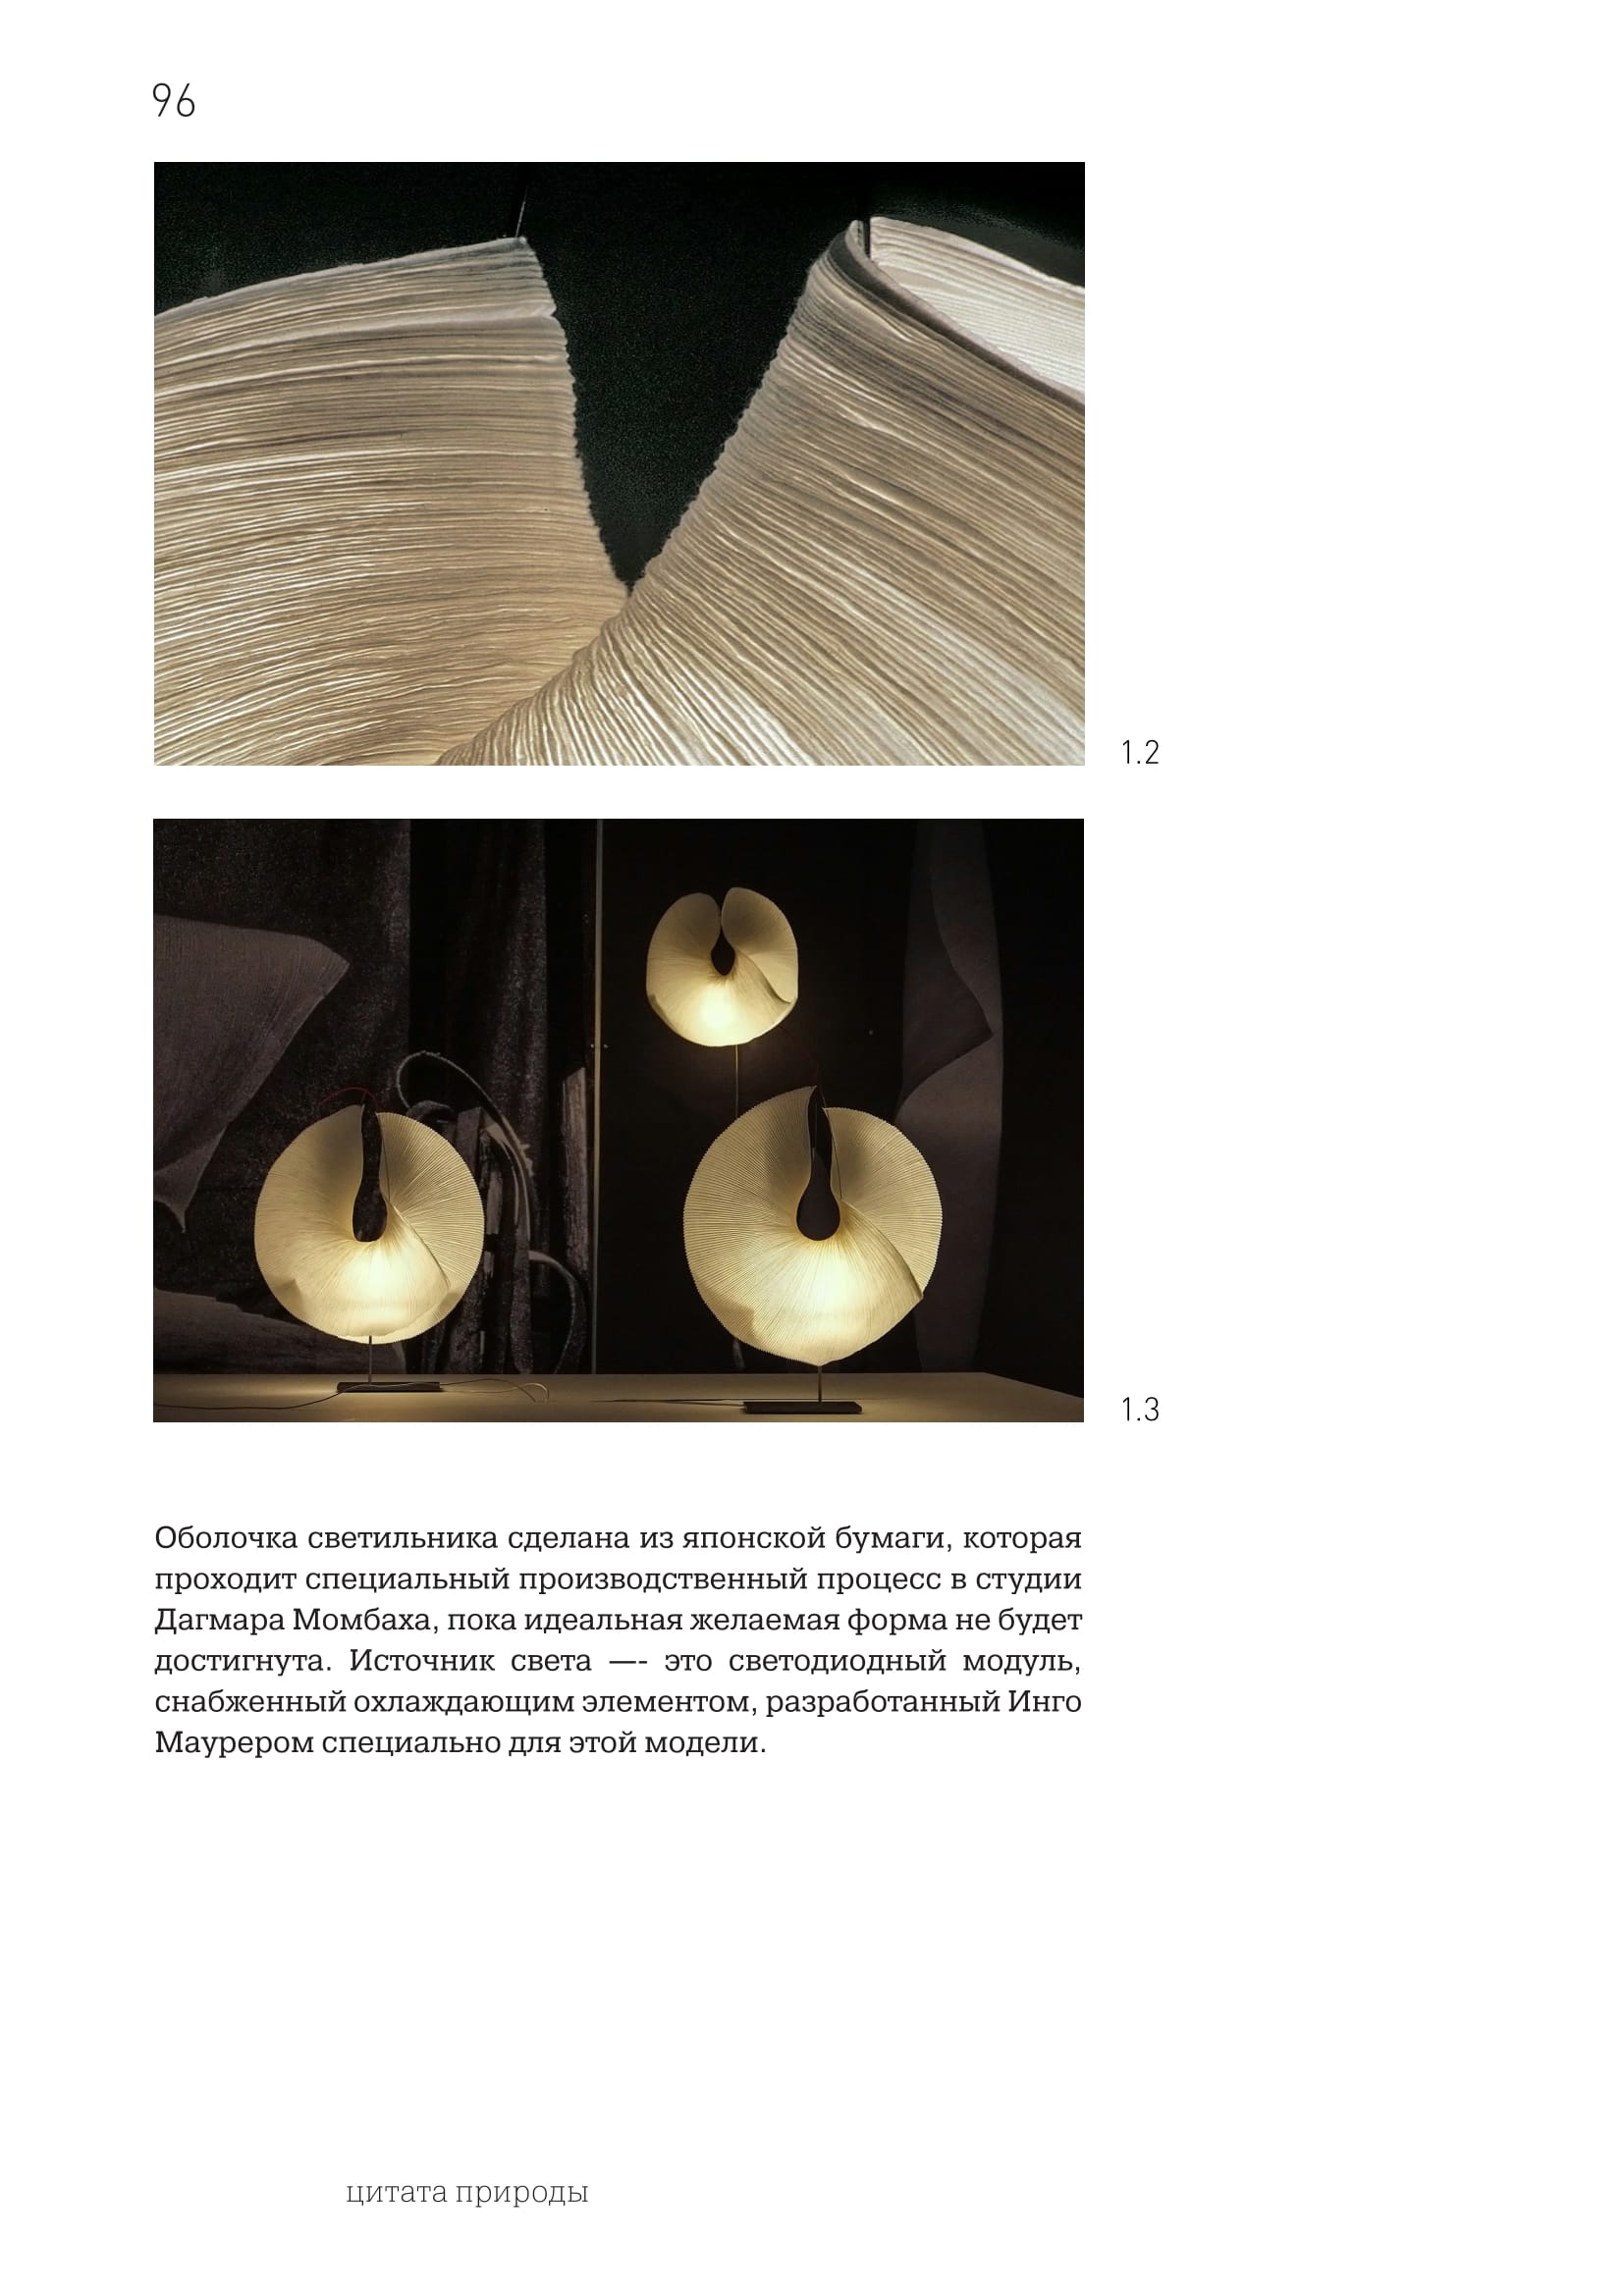 96
1.2
1.3
Оболочка светильника сделана из японской бумаги, которая
проходит специальный производственный процесс в студии
Дагмара Момбаха, пока идеальная желаемая форма не будет
достигнута. Источник света —- это светодиодный модуль,
снабженный охлаждающим элементом, разработанный Инго
Маурером специально для этой модели.
цитата природы